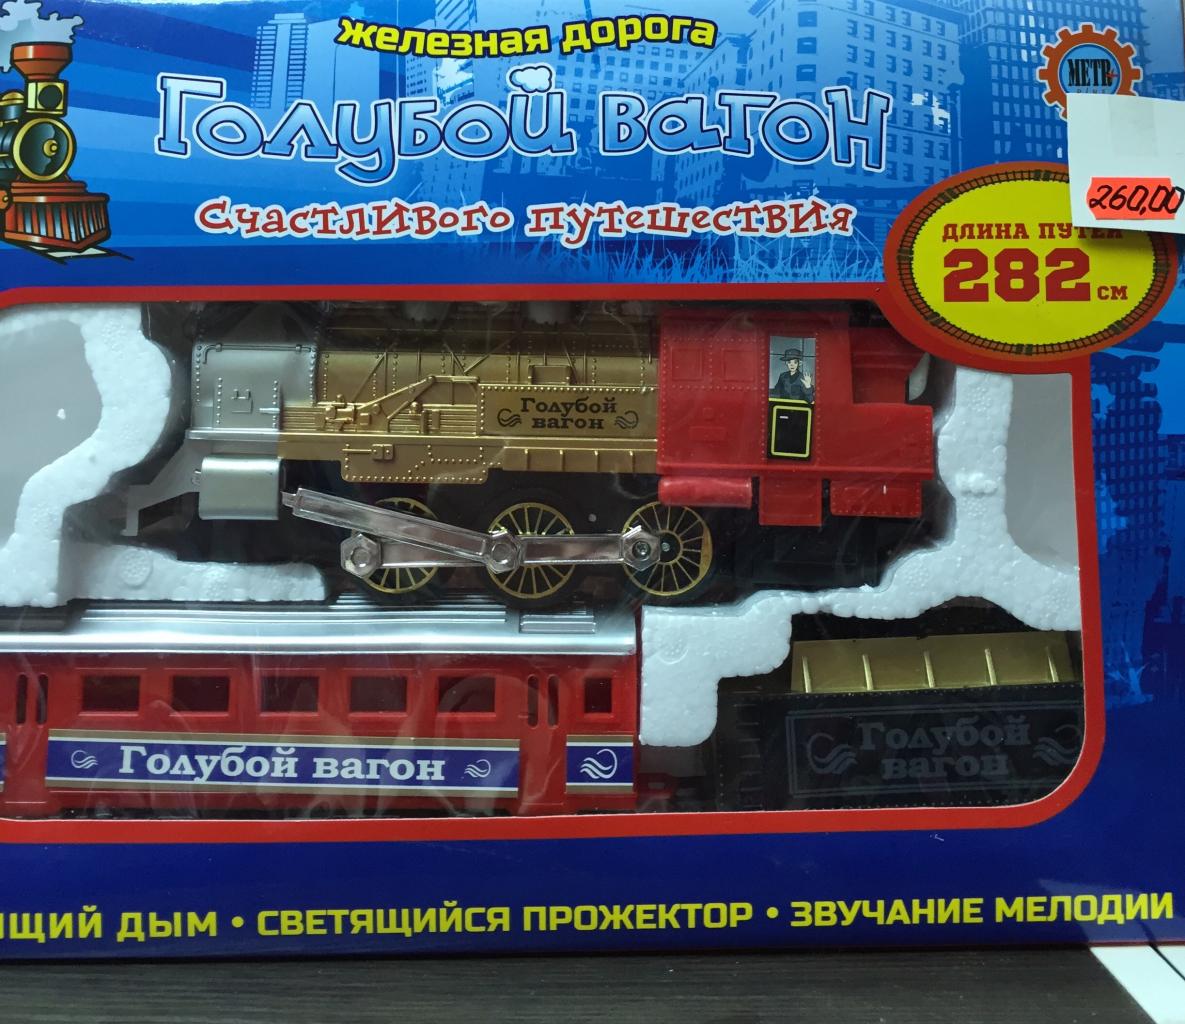 железная дорога
Голубой вагон
счастливого путешествия
МЕТР+
260,00
ДЛИНА ПУТЕЙ
282 см
Голубой
вагон
Голубой вагон
Голубой
вагон
ДЫМ • СВЕТЯЩИЙСЯ ПРОЖЕКТОР • ЗВУЧАНИЕ МЕЛОДИИ